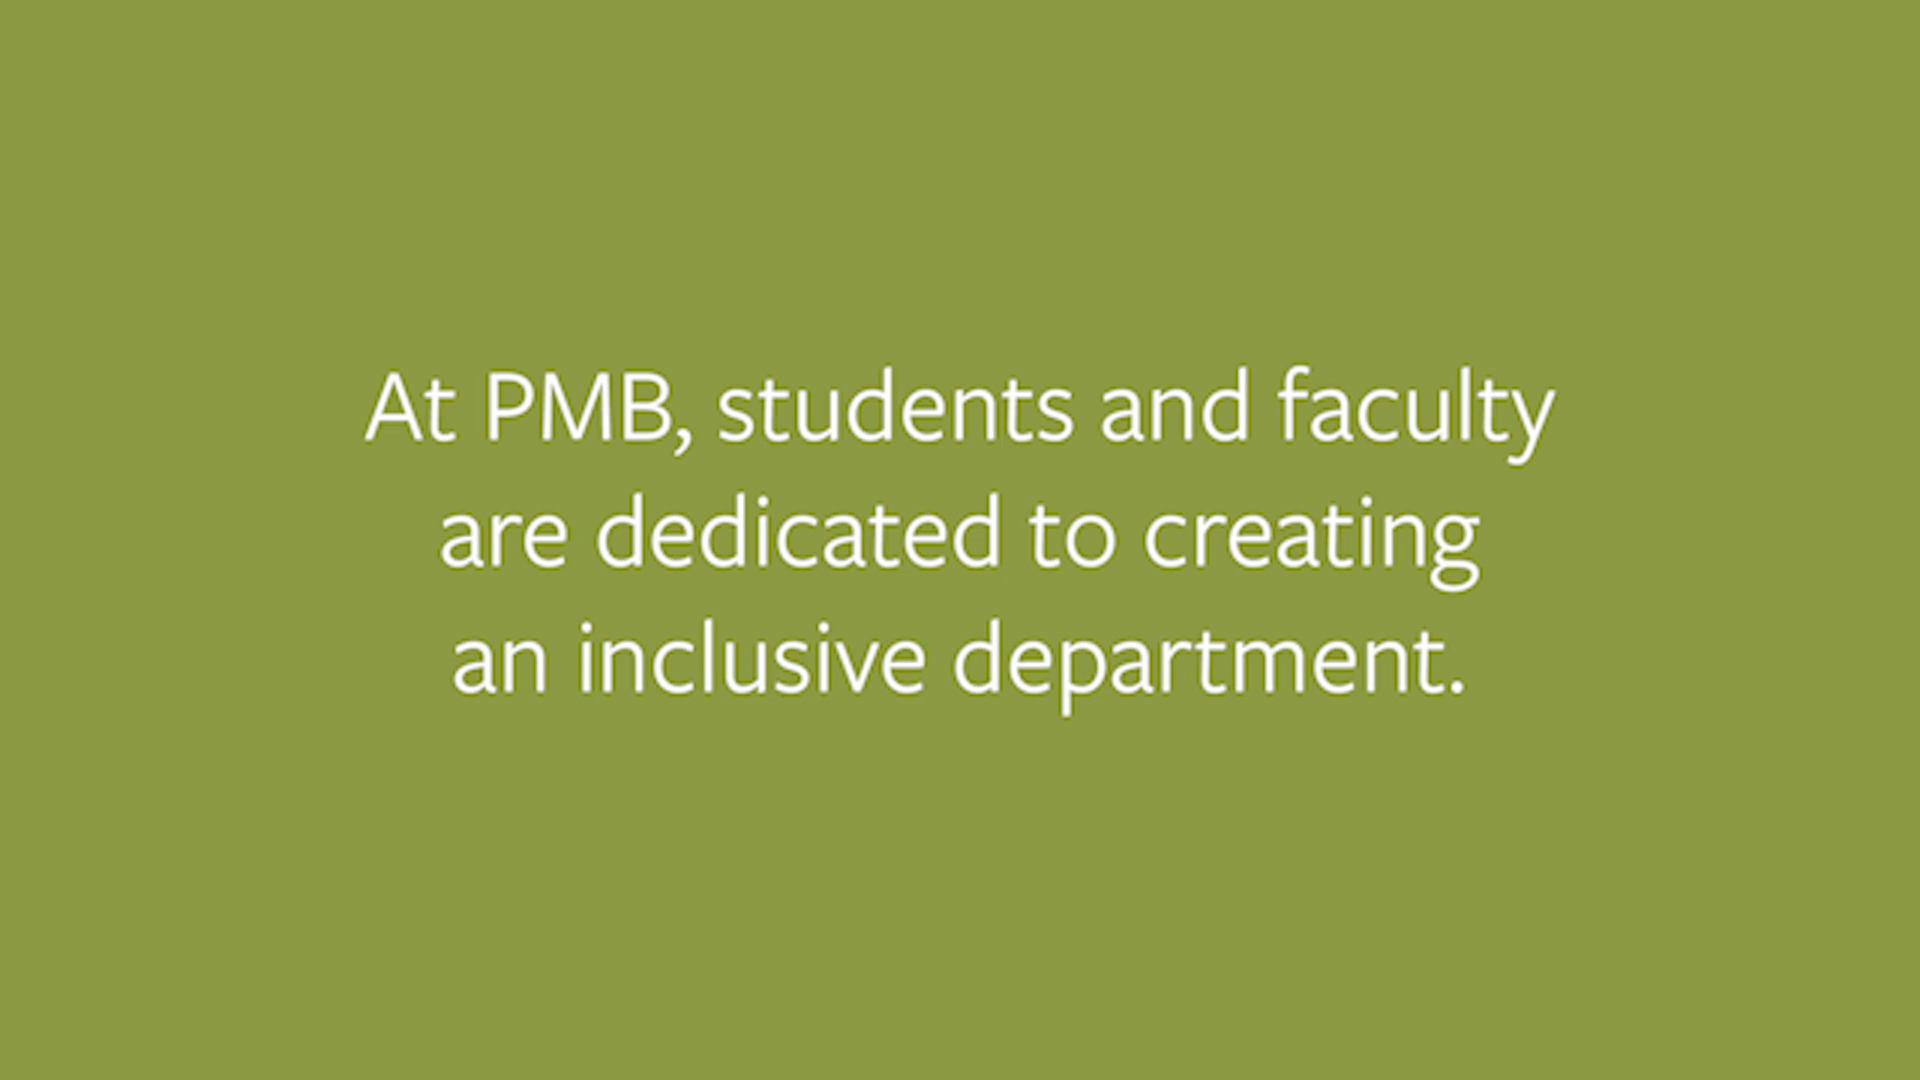 At PMB, students and faculty
are dedicated to creating
an inclusive department.